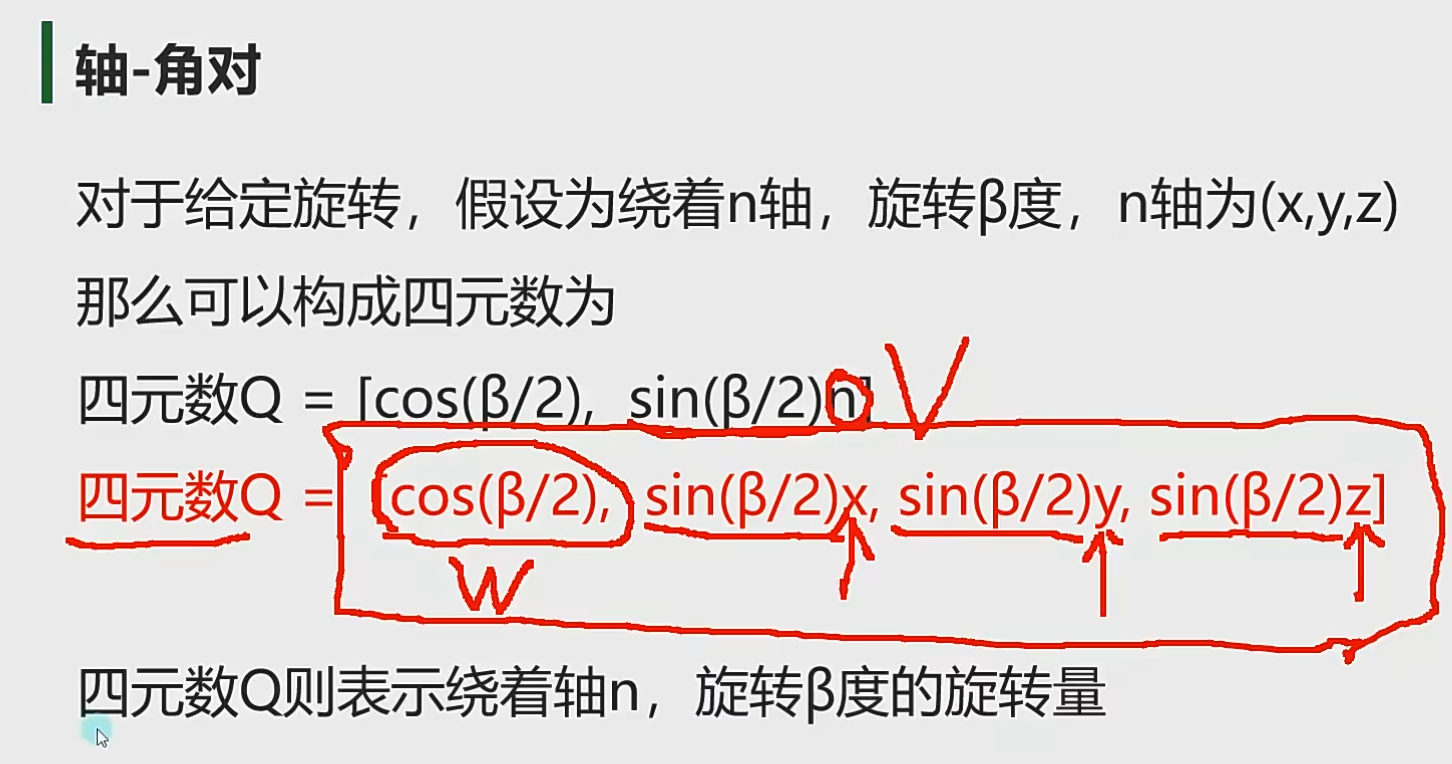 轴-角对
对于给定旋转，假设为绕着n轴，旋转β度，n轴为(x,y,z)
那么可以构成四元数为
四元数Q = [cos(β/2), sin(β/2)n] V
四元数Q = [cos(β/2), sin(β/2)x, sin(β/2)y, sin(β/2)z]
W
四元数Q则表示绕着轴n，旋转β度的旋转量